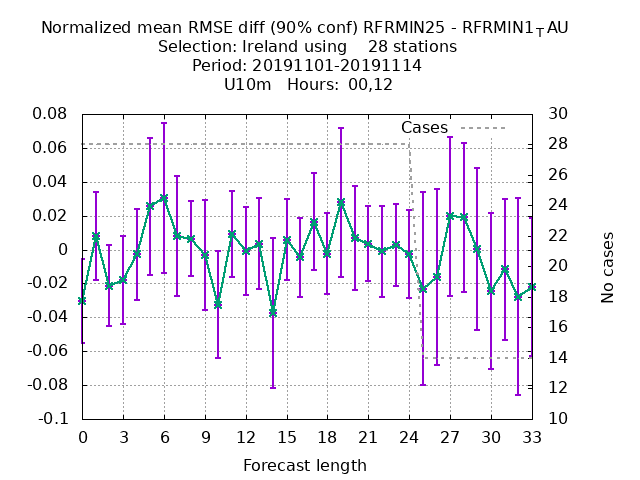 Normalized mean RMSE diff (90% conf) RFRMIN25 - RFRMIN1_TAU
Selection: Ireland using    28 stations
Period: 20191101-20191114
U10m   Hours:  00,12
Cases
0.08
0.06
0.04
0.02
0
-0.02
-0.04
-0.06
-0.08
-0.1
30
28
26
24
22
20
18
16
14
12
10
No cases
0 3 6 9 12 15 18 21 24 27 30 33
Forecast length